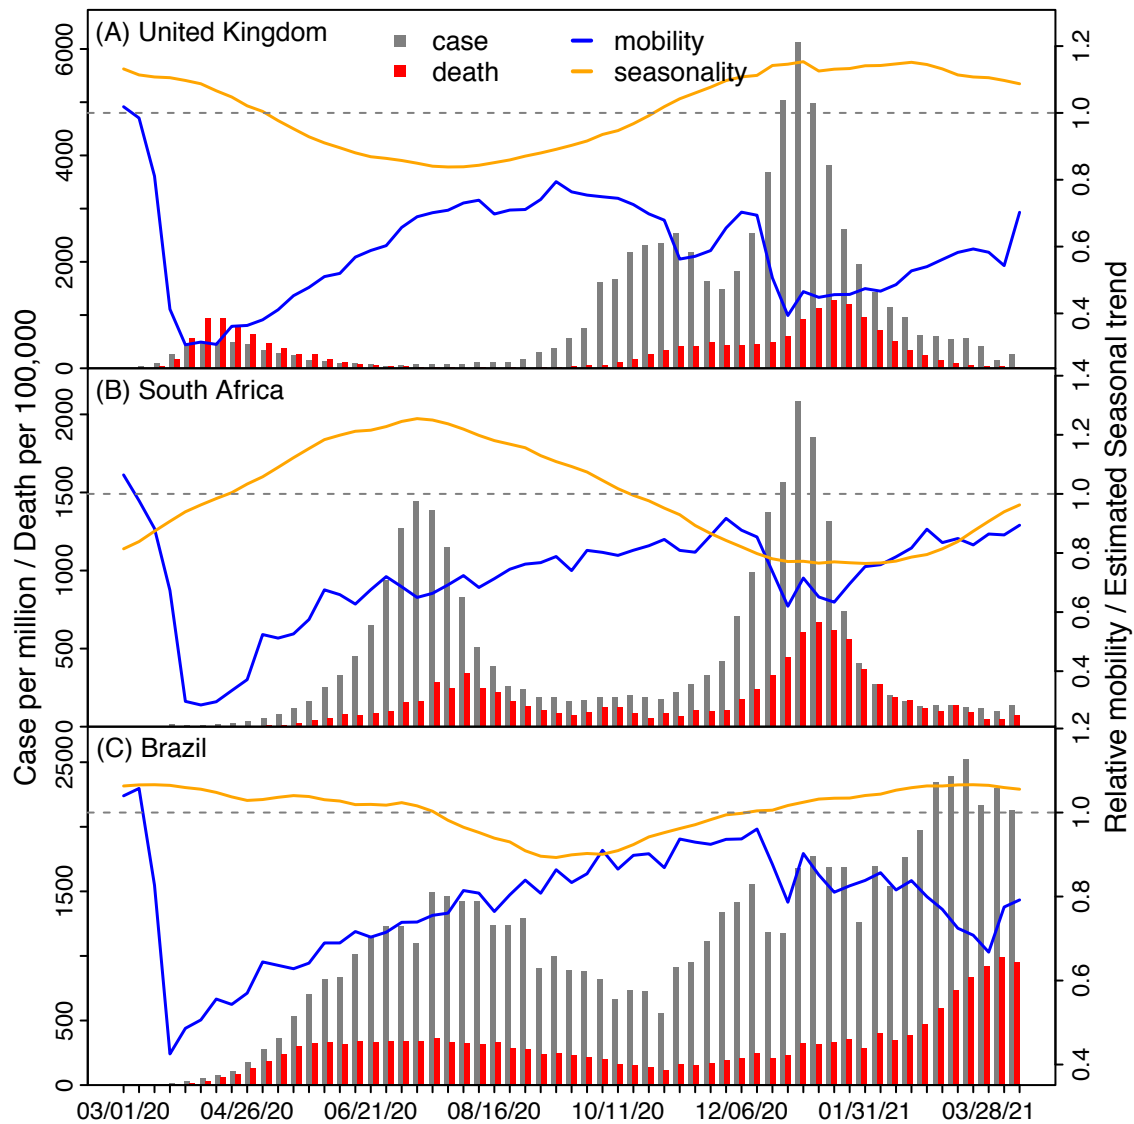 (A) United Kingdom
case
death
mobility
seasonality
6000
4000
2000
0
1.2
1.0
0.8
0.6
0.4
(B) South Africa
2000
1500
1000
500
0
1.4
1.2
1.0
0.8
0.6
0.4
(C) Brazil
2500
1500
500
0
1.2
1.0
0.8
0.6
0.4
Case per million / Death per 100,000
Relative mobility / Estimated Seasonal trend
03/01/20 04/26/20 06/21/20 08/16/20 10/11/20 12/06/20 01/31/21 03/28/21